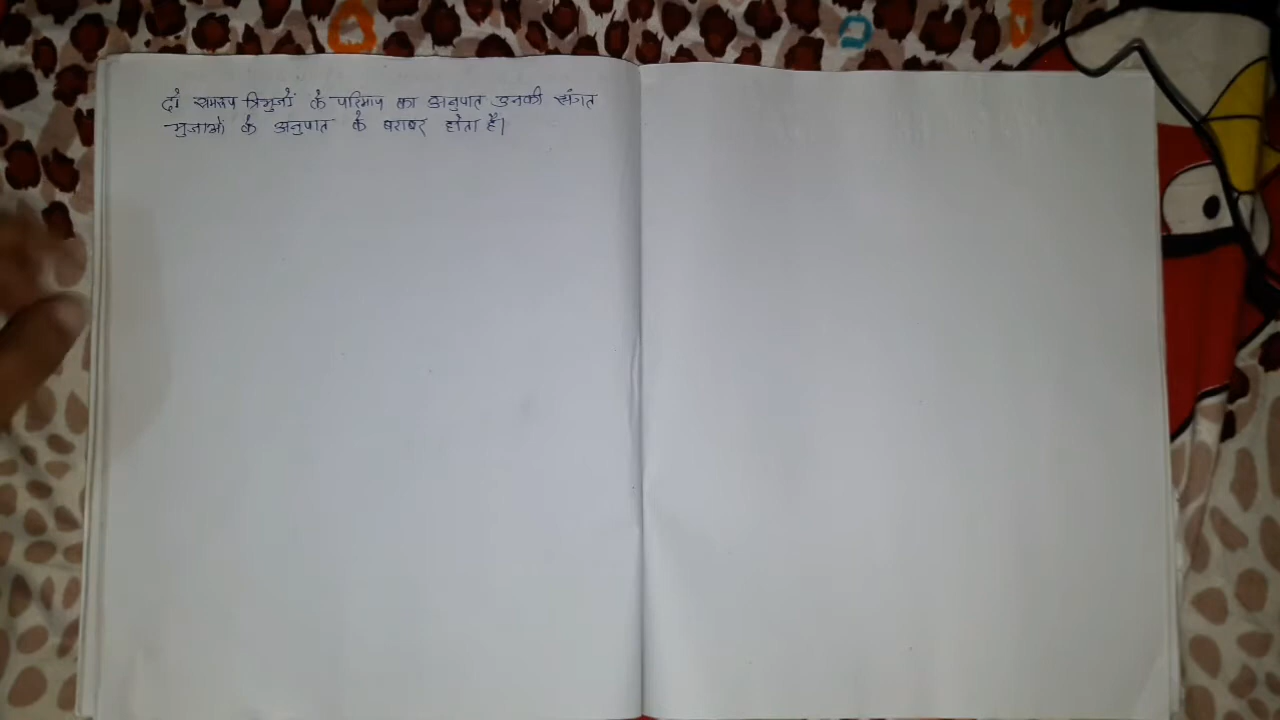 दो समरूप त्रिभुजों के परिमाप का अनुपात उनकी संगत
भुजाओं के अनुपात के बराबर होता है।